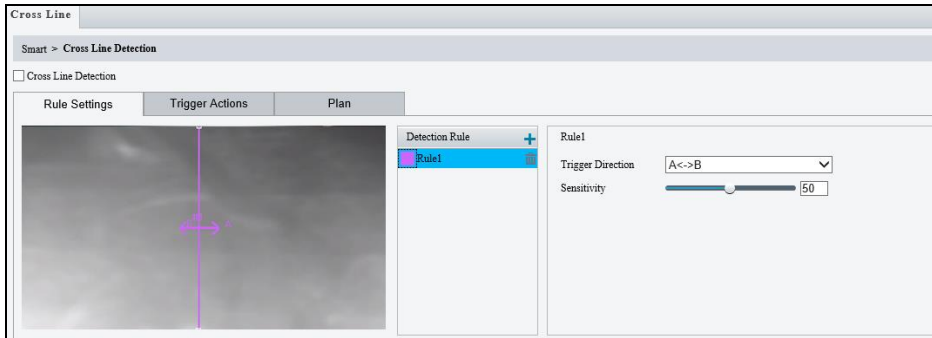 Cross Line
Smart > Cross Line Detection
Cross Line Detection
Rule Settings Trigger Actions Plan
Detection Rule +
Rule1
Rule1
Trigger Direction A<->B
Sensitivity 50